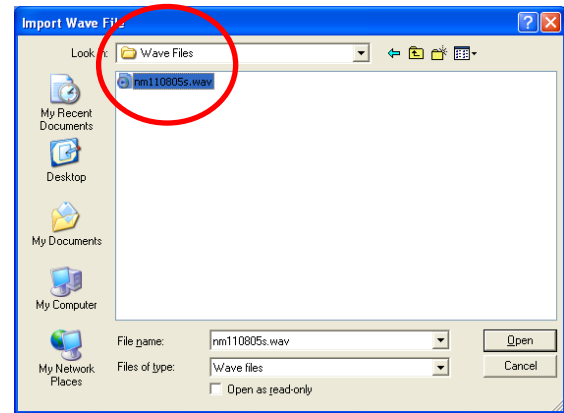 Import Wave File
Look in: Wave Files
nm110805s.wav
My Recent
Documents
Desktop
My Documents
My Computer
My Network
Places
File name: nm110805s.wav Open
Files of type: Wave files Cancel
Open as read-only